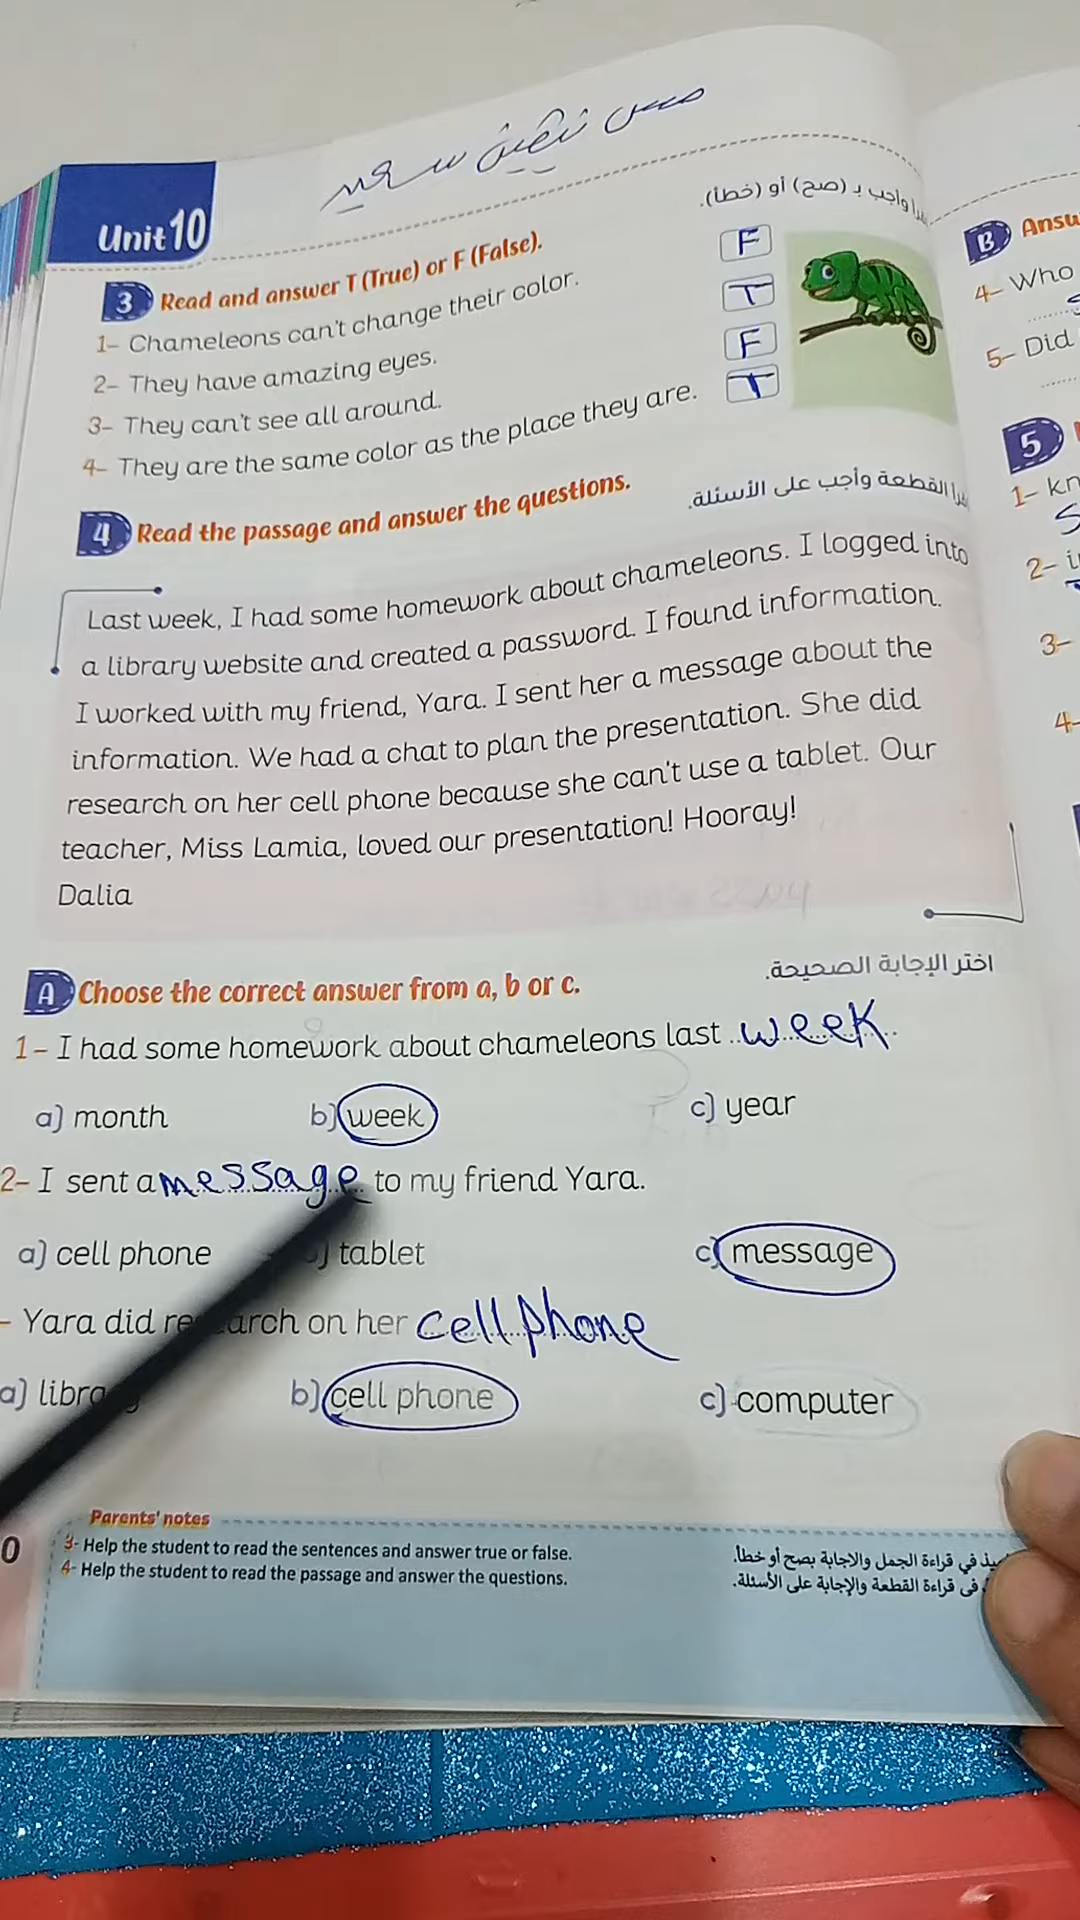 ميس نيفين سعيد
Unit 10
اقرأ وأجب بـ (صح) أو (خطأ).
3 Read and answer T (True) or F (False).
1- Chameleons can't change their color. F
2- They have amazing eyes. T
3- They can't see all around. F
4- They are the same color as the place they are. T
4 Read the passage and answer the questions.
القطعة وأجب على الأسئلة.
Last week, I had some homework about chameleons. I logged into
a library website and created a password. I found information.
I worked with my friend, Yara. I sent her a message about the
information. We had a chat to plan the presentation. She did
research on her cell phone because she can't use a tablet. Our
teacher, Miss Lamia, loved our presentation! Hooray!
Dalia
A Choose the correct answer from a, b or c.
اختر الإجابة الصحيحة.
1- I had some homework about chameleons last week
a) month b) week c) year
2- I sent a message to my friend Yara.
a) cell phone b) tablet c) message
- Yara did research on her cell phone
a) b) cell phone c) computer
Parents' notes
3- Help the student to read the sentences and answer true or false.
4- Help the student to read the passage and answer the questions.
في قراءة الجمل والاجابة بصح أو خطأ.
فى قراءة القطعة والإجابة على الأسئلة.
0
B Answ
4- Who
5- Did
5
1- kn
2-
3-
4-